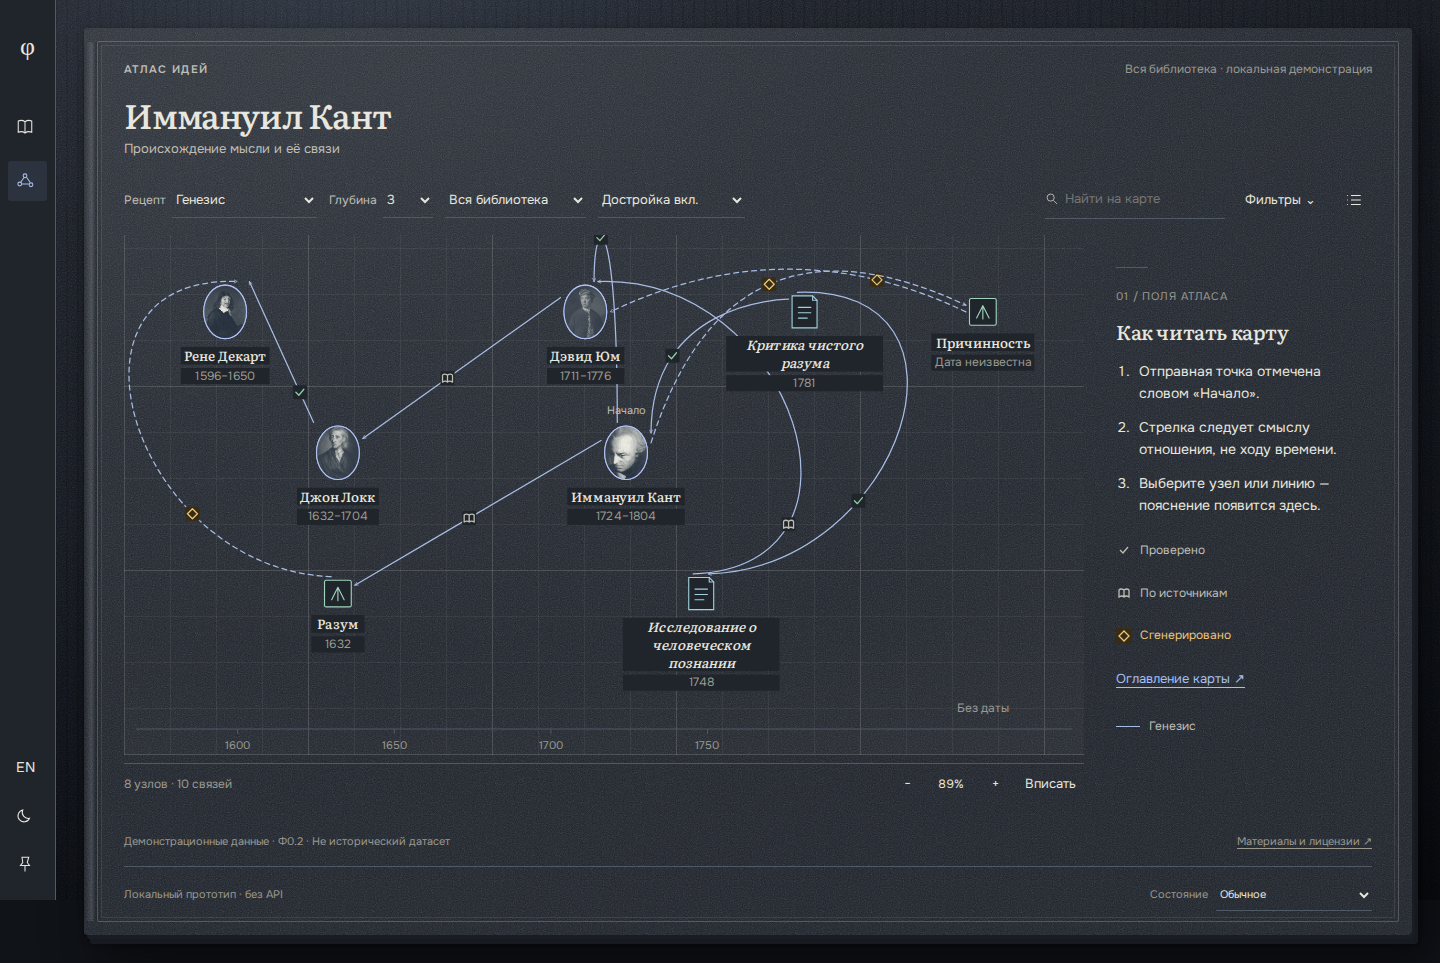 φ
АТЛАС ИДЕЙ
Вся библиотека · локальная демонстрация
Иммануил Кант
Происхождение мысли и её связи
Рецепт Генезис Глубина 3 Вся библиотека Достройка вкл. Найти на карте Фильтры
Рене Декарт
1596–1650
Дэвид Юм
1711–1776
Критика чистого
разума
1781
Причинность
Дата неизвестна
Начало
Джон Локк
1632–1704
Иммануил Кант
1724–1804
Разум
1632
Исследование о
человеческом
познании
1748
Без даты
1600 1650 1700 1750
8 узлов · 10 связей
− 89% + Вписать
01 / ПОЛЯ АТЛАСА
Как читать карту
1. Отправная точка отмечена
словом «Начало».
2. Стрелка следует смыслу
отношения, не ходу времени.
3. Выберите узел или линию —
пояснение появится здесь.
Проверено
По источникам
Сгенерировано
Оглавление карты ↗
Генезис
EN
Демонстрационные данные · Ф0.2 · Не исторический датасет
Материалы и лицензии ↗
Локальный прототип · без API
Состояние Обычное